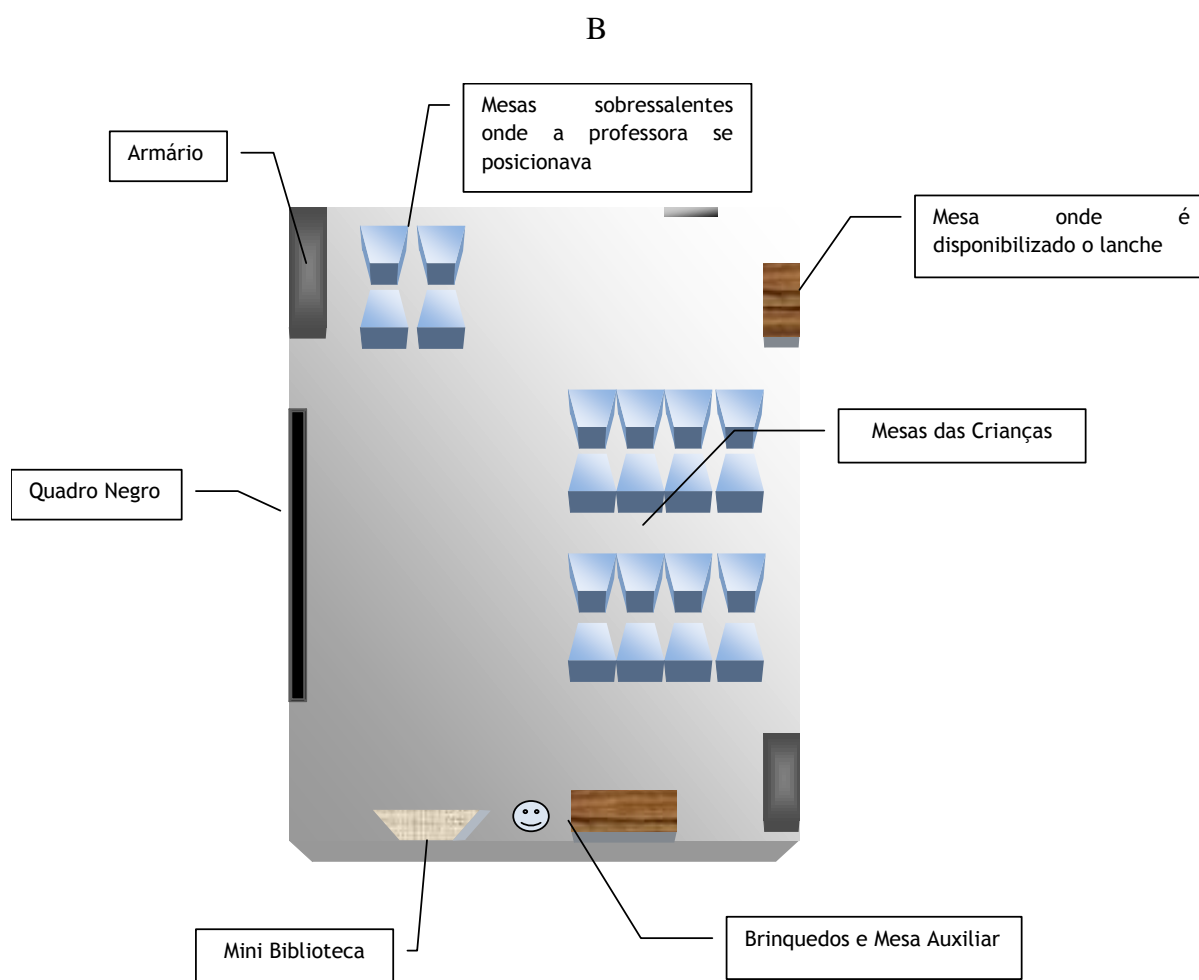 B
Mesas sobressalentes
onde a professora se
posicionava
Armário
Mesa onde é
disponibilizado o lanche
Mesas das Crianças
Quadro Negro
Brinquedos e Mesa Auxiliar
Mini Biblioteca